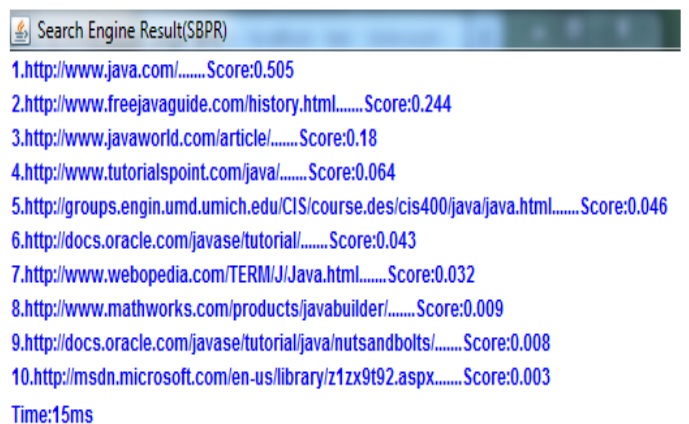 Search Engine Result(SBPR)
1.http://www.java.com/.......Score:0.505
2.http://www.freejavaguide.com/history.html.......Score:0.244
3.http://www.javaworld.com/article/.......Score:0.18
4.http://www.tutorialspoint.com/java/.......Score:0.064
5.http://groups.engin.umd.umich.edu/CIS/course.des/cis400/java/java.html.......Score:0.046
6.http://docs.oracle.com/javase/tutorial/.......Score:0.043
7.http://www.webopedia.com/TERM/J/Java.html.......Score:0.032
8.http://www.mathworks.com/products/javabuilder/.......Score:0.009
9.http://docs.oracle.com/javase/tutorial/java/nutsandbolts/.......Score:0.008
10.http://msdn.microsoft.com/en-us/library/z1zx9t92.aspx.......Score:0.003
Time:15ms